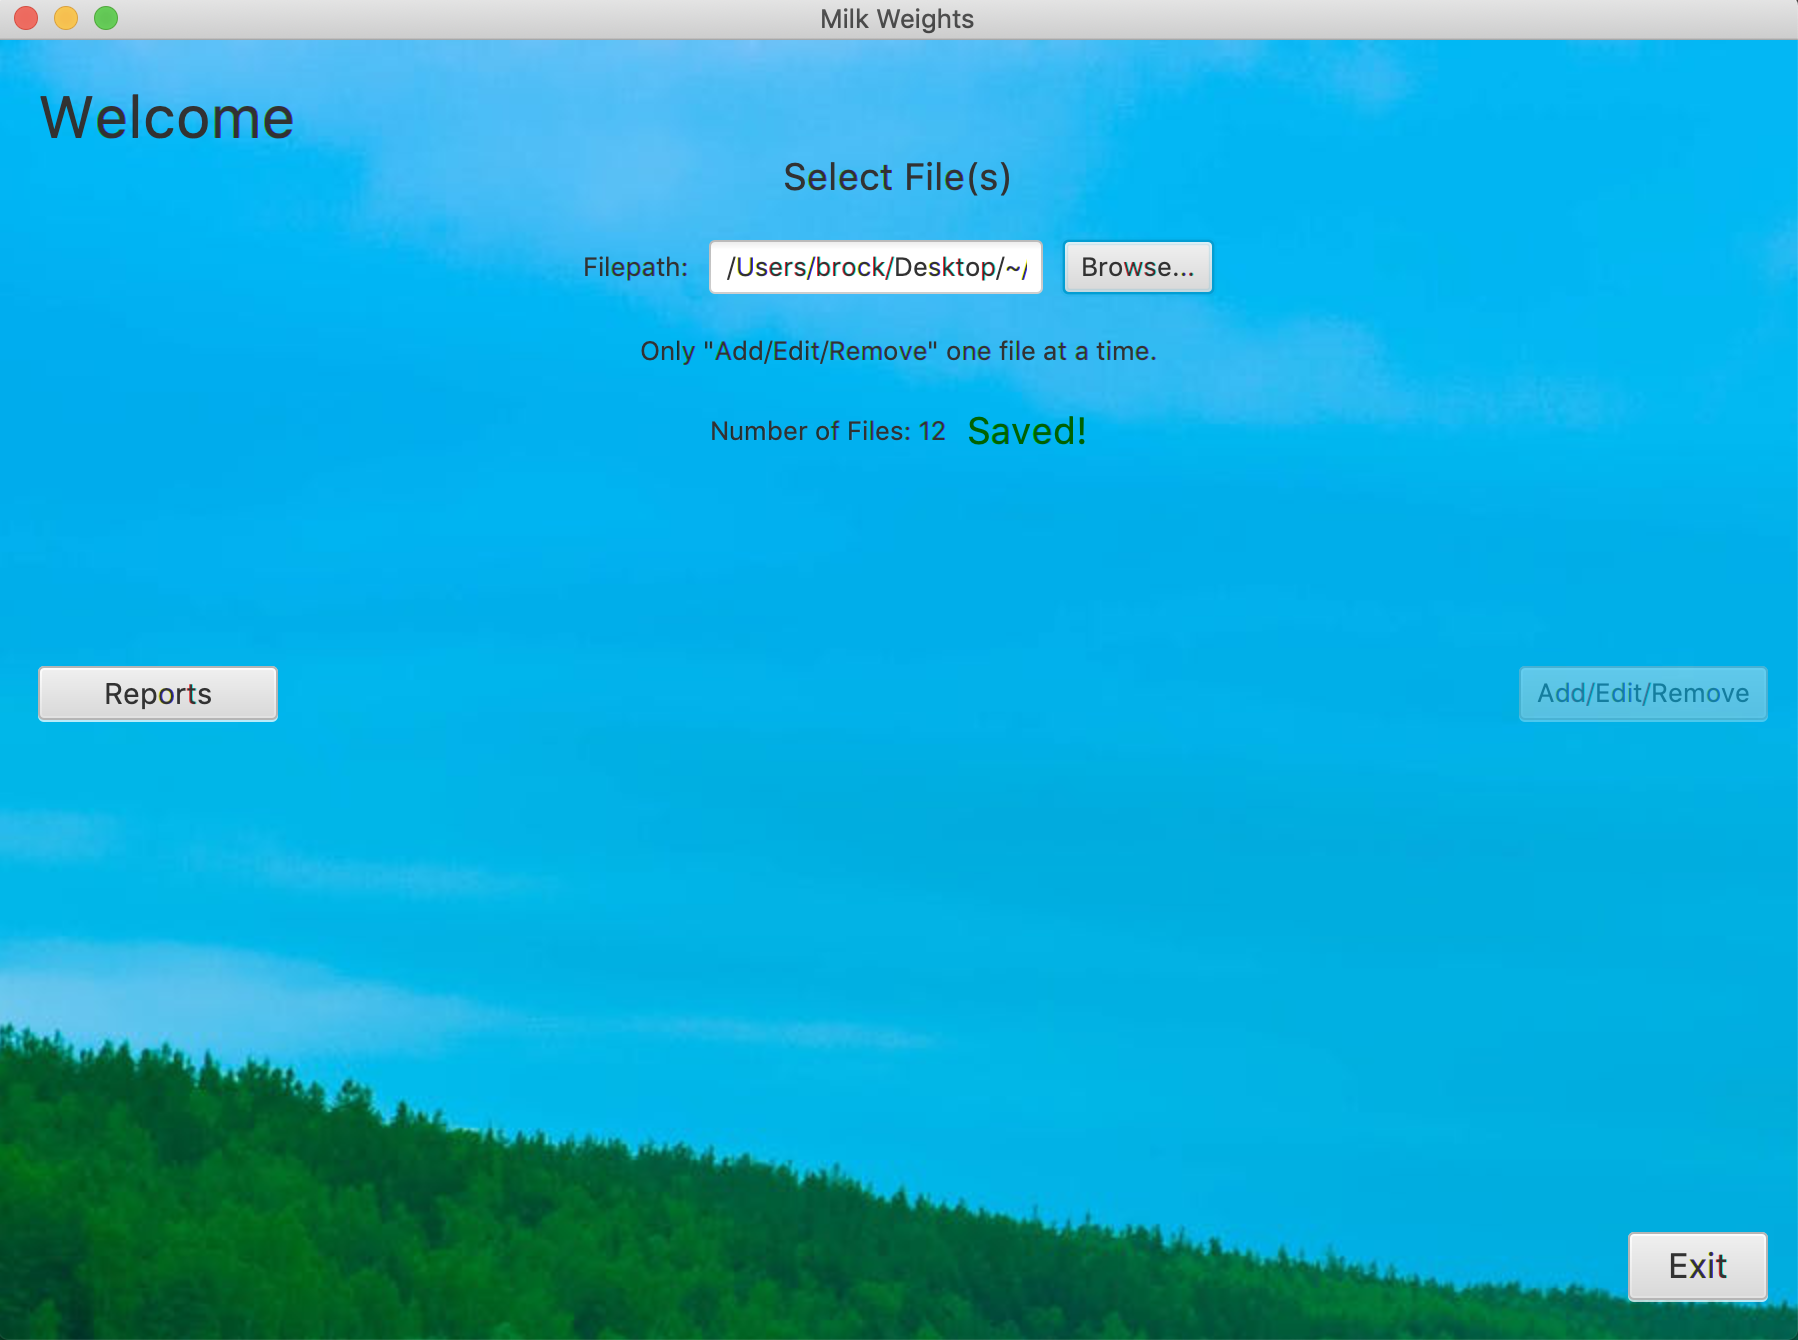 Milk Weights
Welcome
Select File(s)
Filepath: /Users/brock/Desktop/~/ Browse...
Only "Add/Edit/Remove" one file at a time.
Number of Files: 12 Saved!
Reports Add/Edit/Remove
Exit